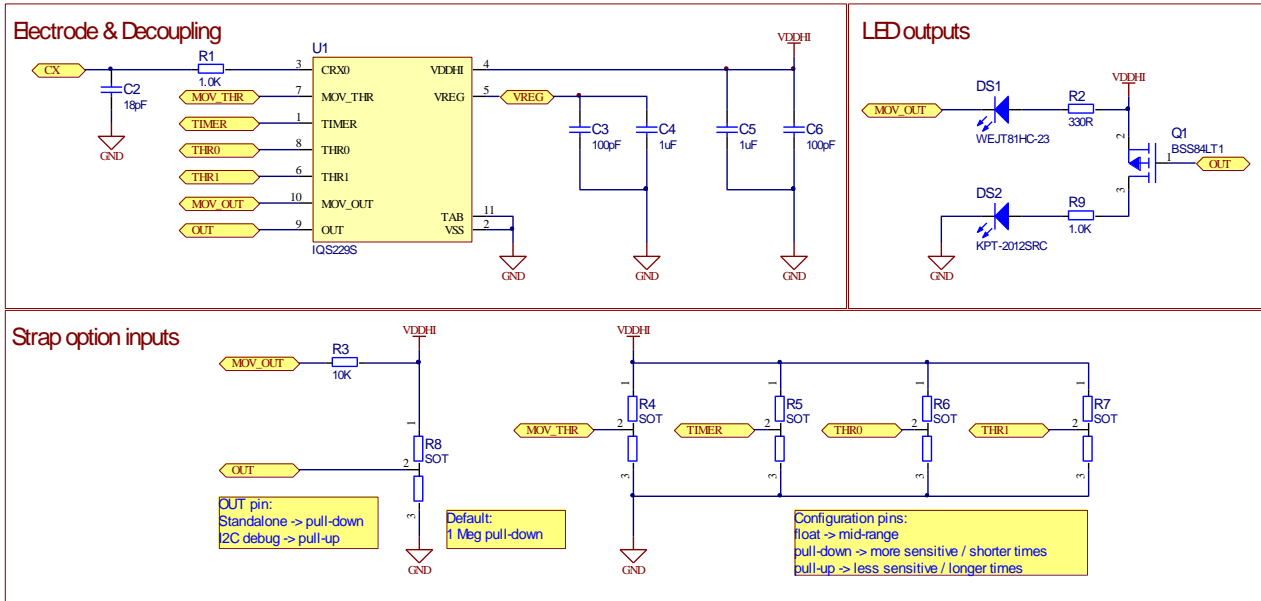 Electrode & Decoupling
CX
R1
1.0K
C2
18pF
GND
U1
3 CRX0
VDDHI 4
MOV_THR 7 MOV_THR
VREG 5 VREG
TIMER 1 TIMER
THR0 8 THR0
THR1 6 THR1
MOV_OUT 10 MOV_OUT
TAB 11
OUT 9 OUT
VSS 2
IQS229S
GND
C3
100pF
C4
1uF
GND
C5
1uF
VDDHI
C6
100pF
GND
LED outputs
VDDHI
MOV_OUT
DS1
WEJT81HC-23
R2
330R
2
Q1
BSS84LT1
1
OUT
3
DS2
KPT-2012SRC
R9
1.0K
GND
Strap option inputs
VDDHI
MOV_OUT
R3
10K
1
R8
SOT
OUT
2
3
GND
OUT pin:
Standalone -> pull-down
I2C debug -> pull-up
Default:
1 Meg pull-down
VDDHI
1
R4
SOT
MOV_THR
2
3
GND
1
R5
SOT
TIMER
2
3
1
R6
SOT
THR0
2
3
1
R7
SOT
THR1
2
3
Configuration pins:
float -> mid-range
pull-down -> more sensitive / shorter times
pull-up -> less sensitive / longer times